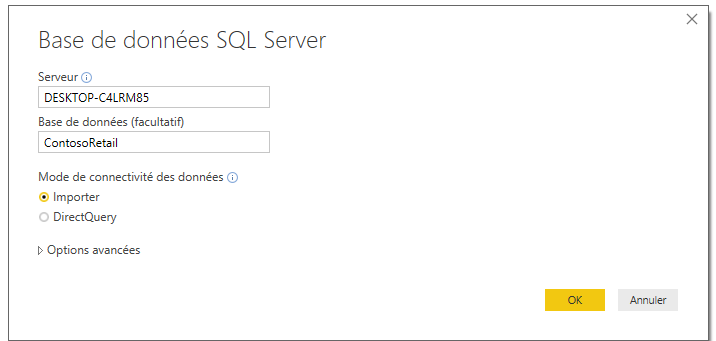 Base de données SQL Server
Serveur
DESKTOP-C4LRM85
Base de données (facultatif)
ContosoRetail
Mode de connectivité des données
Importer
DirectQuery
Options avancées
OK
Annuler